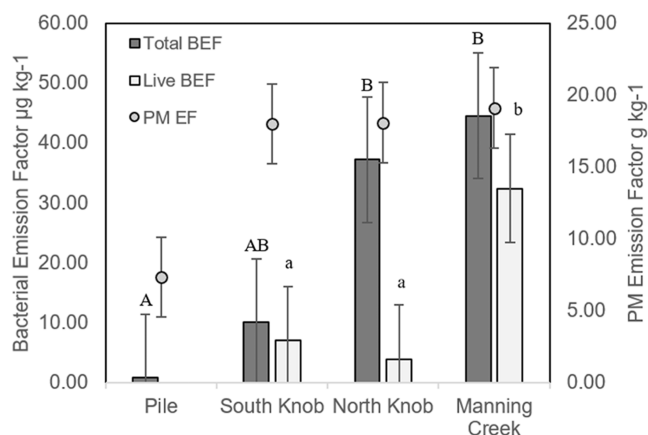 60.00
50.00
40.00
30.00
20.00
10.00
0.00
Bacterial Emission Factor µg kg-1
25.00
20.00
15.00
10.00
5.00
0.00
PM Emission Factor g kg-1
Total BEF
Live BEF
PM EF
A
AB
a
B
a
B
b
Pile
South Knob
North Knob
Manning
Creek